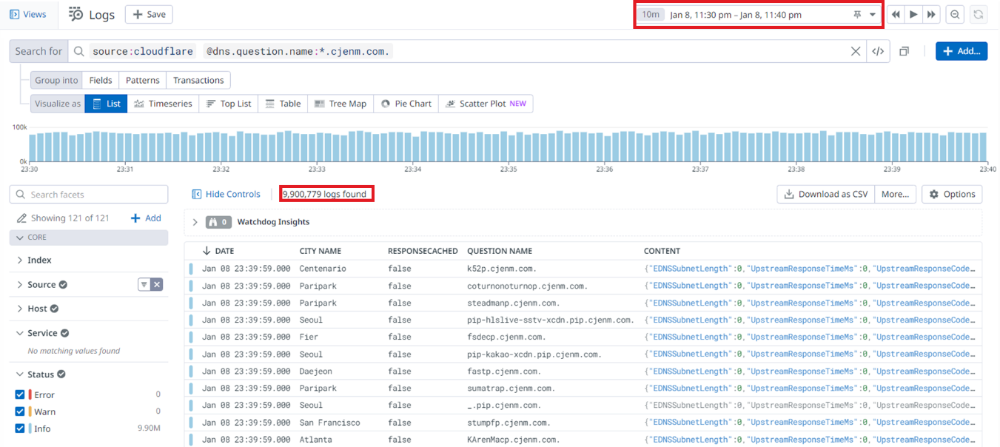 Views Logs + Save 10m Jan 8, 11:30 pm – Jan 8, 11:40 pm
Search for source:cloudflare @dns.question.name:*.cjenm.com. </> + Add...
Group into Fields Patterns Transactions
Visualize as List Timeseries Top List Table Tree Map Pie Chart Scatter Plot NEW
100k
0k
23:30 23:31 23:32 23:33 23:34 23:35 23:36 23:37 23:38 23:39 23:40
Search facets Hide Controls 9,900,779 logs found Download as CSV More... Options
Showing 121 of 121 + Add
0 Watchdog Insights
CORE
DATE CITY NAME RESPONSECACHED QUESTION NAME CONTENT
Index
Source
Host
Service
No matching values found
Status
Error 0
Warn 0
Info 9.90M
Jan 08 23:39:59.000 Centenario false k52p.cjenm.com. {"EDNSSubnetLength":0,"UpstreamResponseTimeMs":0,"UpstreamResponseCode…
Jan 08 23:39:59.000 Paripark false coturnonoturnop.cjenm.com. {"EDNSSubnetLength":0,"UpstreamResponseTimeMs":0,"UpstreamResponseCode…
Jan 08 23:39:59.000 Paripark false steadmanp.cjenm.com. {"EDNSSubnetLength":0,"UpstreamResponseTimeMs":0,"UpstreamResponseCode…
Jan 08 23:39:59.000 Seoul false pip-hlslive-sstv-xcdn.pip.cjenm.com. {"EDNSSubnetLength":0,"UpstreamResponseTimeMs":0,"UpstreamResponseCode…
Jan 08 23:39:59.000 Fier false fsdecp.cjenm.com. {"EDNSSubnetLength":0,"UpstreamResponseTimeMs":0,"UpstreamResponseCode…
Jan 08 23:39:59.000 Seoul false pip-kakao-xcdn.pip.cjenm.com. {"EDNSSubnetLength":0,"UpstreamResponseTimeMs":0,"UpstreamResponseCode…
Jan 08 23:39:59.000 Daejeon false fastp.cjenm.com. {"EDNSSubnetLength":0,"UpstreamResponseTimeMs":0,"UpstreamResponseCode…
Jan 08 23:39:59.000 Paripark false sumatrap.cjenm.com. {"EDNSSubnetLength":0,"UpstreamResponseTimeMs":0,"UpstreamResponseCode…
Jan 08 23:39:59.000 Seoul false _.pip.cjenm.com. {"EDNSSubnetLength":0,"UpstreamResponseTimeMs":0,"UpstreamResponseCode…
Jan 08 23:39:59.000 San Francisco false stumpfp.cjenm.com. {"EDNSSubnetLength":0,"UpstreamResponseTimeMs":0,"UpstreamResponseCode…
Jan 08 23:39:59.000 Atlanta false KArenMacp.cjenm.com. {"EDNSSubnetLength":0,"UpstreamResponseTimeMs":0,"UpstreamResponseCode…